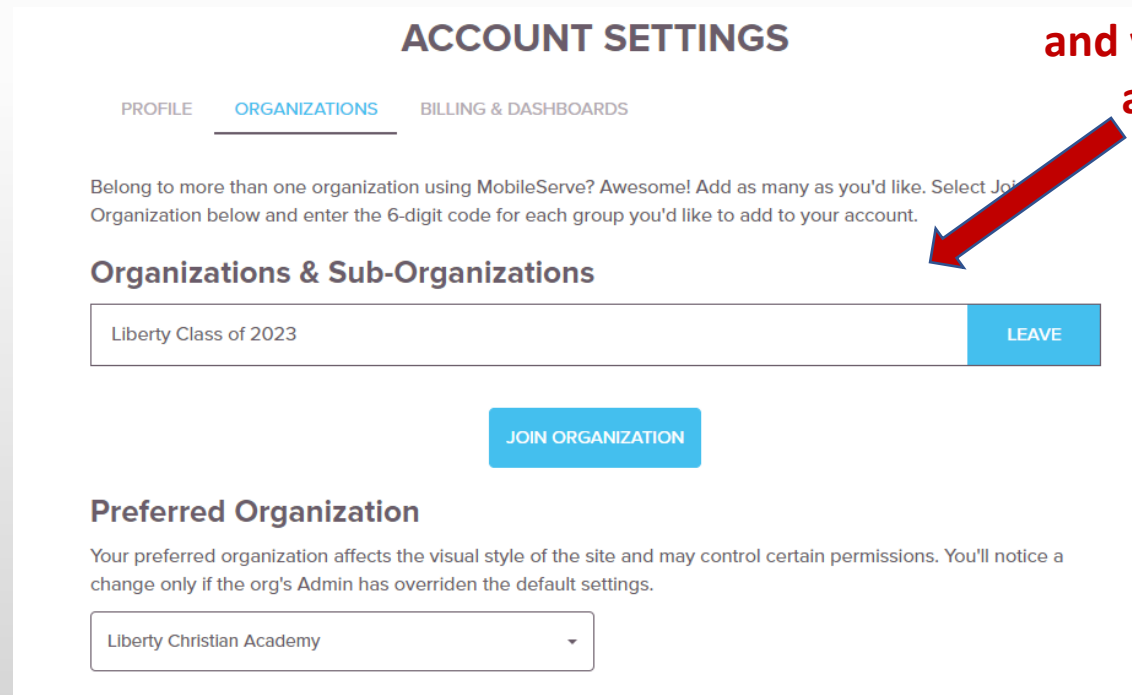 ACCOUNT SETTINGS
and
PROFILE ORGANIZATIONS BILLING & DASHBOARDS
Belong to more than one organization using MobileServe? Awesome! Add as many as you'd like. Select
Organization below and enter the 6-digit code for each group you'd like to add to your account.
Organizations & Sub-Organizations
Liberty Class of 2023 LEAVE
JOIN ORGANIZATION
Preferred Organization
Your preferred organization affects the visual style of the site and may control certain permissions. You'll notice a
change only if the org's Admin has overriden the default settings.
Liberty Christian Academy